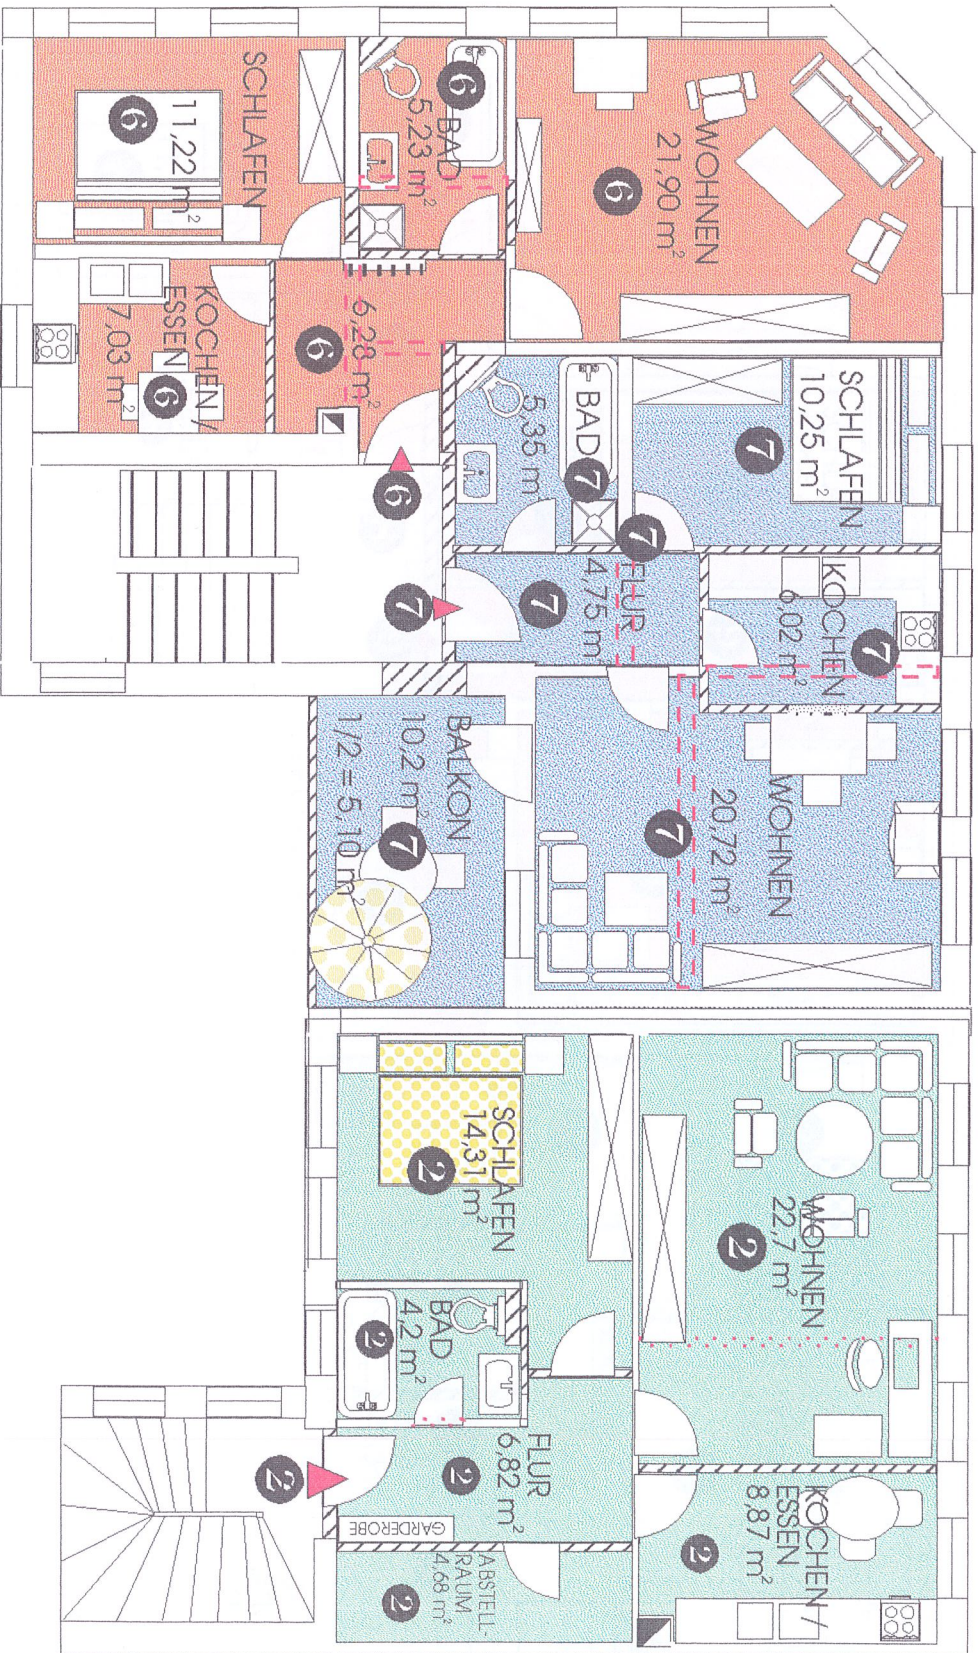 WOHNEN
21,90 m²
6
BAD
5,23 m²
6
SCHLAFEN
11,22 m²
6
6,28 m²
6
KOCHEN /
ESSEN
7,03 m²
6
6
SCHLAFEN
10,25 m²
7
BAD
5,35 m
7
7
FLUR
4,75 m
7
7
KOCHEN
6,02 m²
7
WOHNEN
20,72 m²
7
BALKON
10,2 m²
1/2 = 5,10 m²
7
WOHNEN
22,7 m²
2
SCHLAFEN
14,31 m²
2
BAD
4,2 m²
2
FLUR
6,82 m²
2
GARDEROBE
2
KOCHEN /
ESSEN
8,87 m²
2
ABSTELL-
RAUM
4,68 m²
2